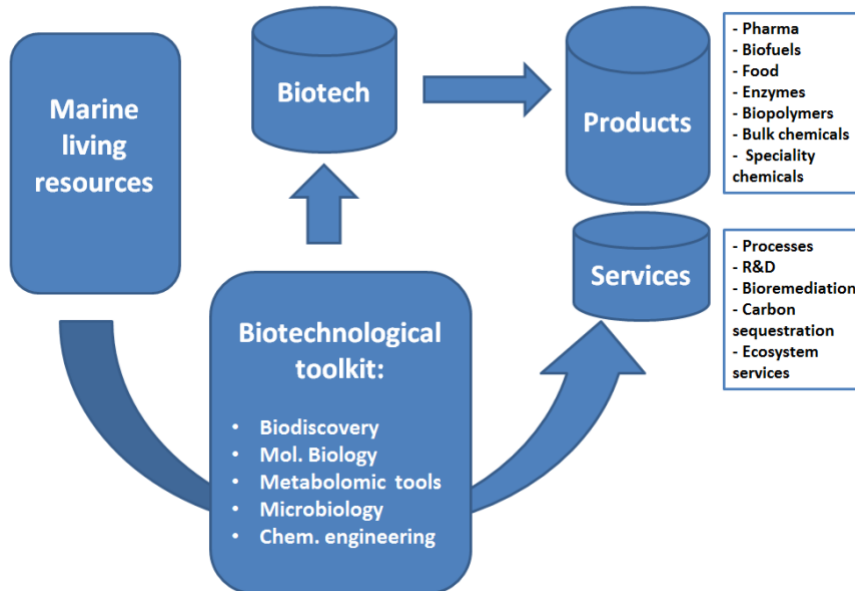 Marine
living
resources
Biotech
Products
- Pharma
- Biofuels
- Food
- Enzymes
- Biopolymers
- Bulk chemicals
- Speciality
chemicals
Services
- Processes
- R&D
- Bioremediation
- Carbon
sequestration
- Ecosystem
services
Biotechnological
toolkit:
• Biodiscovery
• Mol. Biology
• Metabolomic tools
• Microbiology
• Chem. engineering